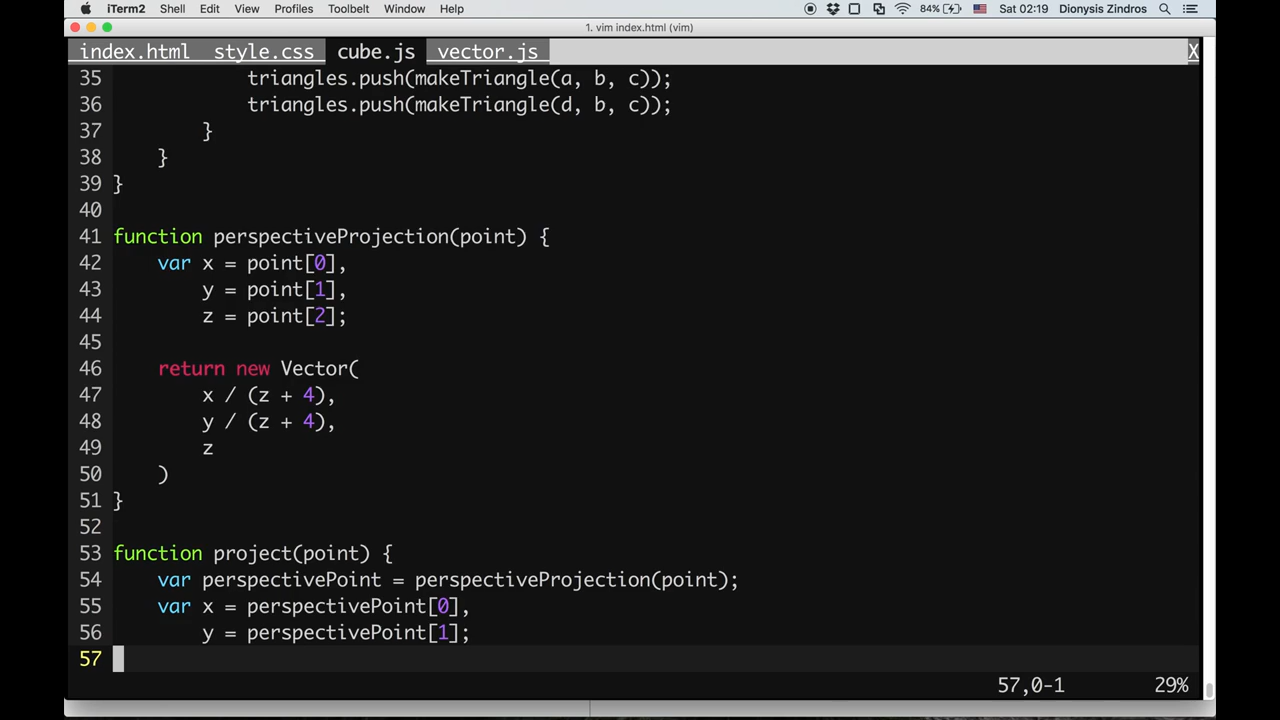 iTerm2 Shell Edit View Profiles Toolbelt Window Help 84% Sat 02:19 Dionysis Zindros
1. vim index.html (vim)
index.html style.css cube.js vector.js X
35 triangles.push(makeTriangle(a, b, c));
36 triangles.push(makeTriangle(d, b, c));
37 }
38 }
39 }
40
41 function perspectiveProjection(point) {
42 var x = point[0],
43 y = point[1],
44 z = point[2];
45
46 return new Vector(
47 x / (z + 4),
48 y / (z + 4),
49 z
50 )
51 }
52
53 function project(point) {
54 var perspectivePoint = perspectiveProjection(point);
55 var x = perspectivePoint[0],
56 y = perspectivePoint[1];
57
57,0-1 29%